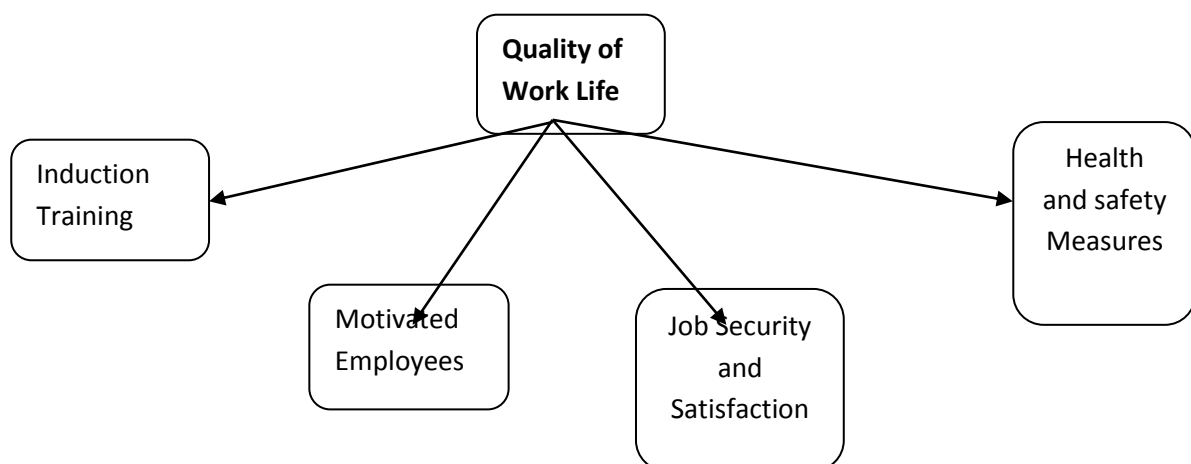 Quality of
Work Life
Induction
Training
Motivated
Employees
Job Security
and
Satisfaction
Health
and safety
Measures